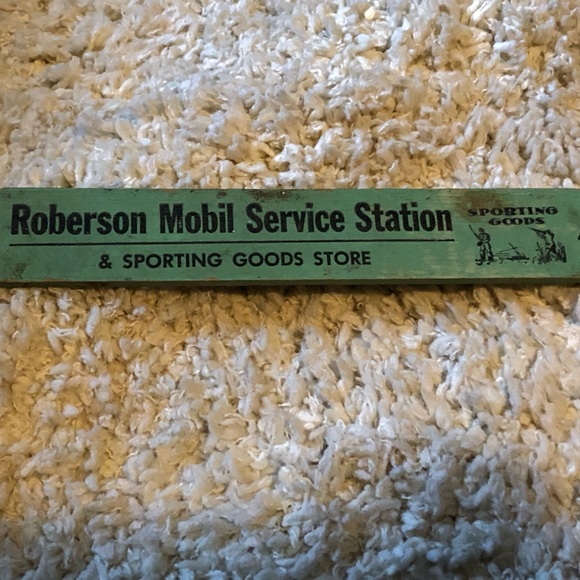 Roberson Mobil Service Station
& SPORTING GOODS STORE
SPORTING
GOODS